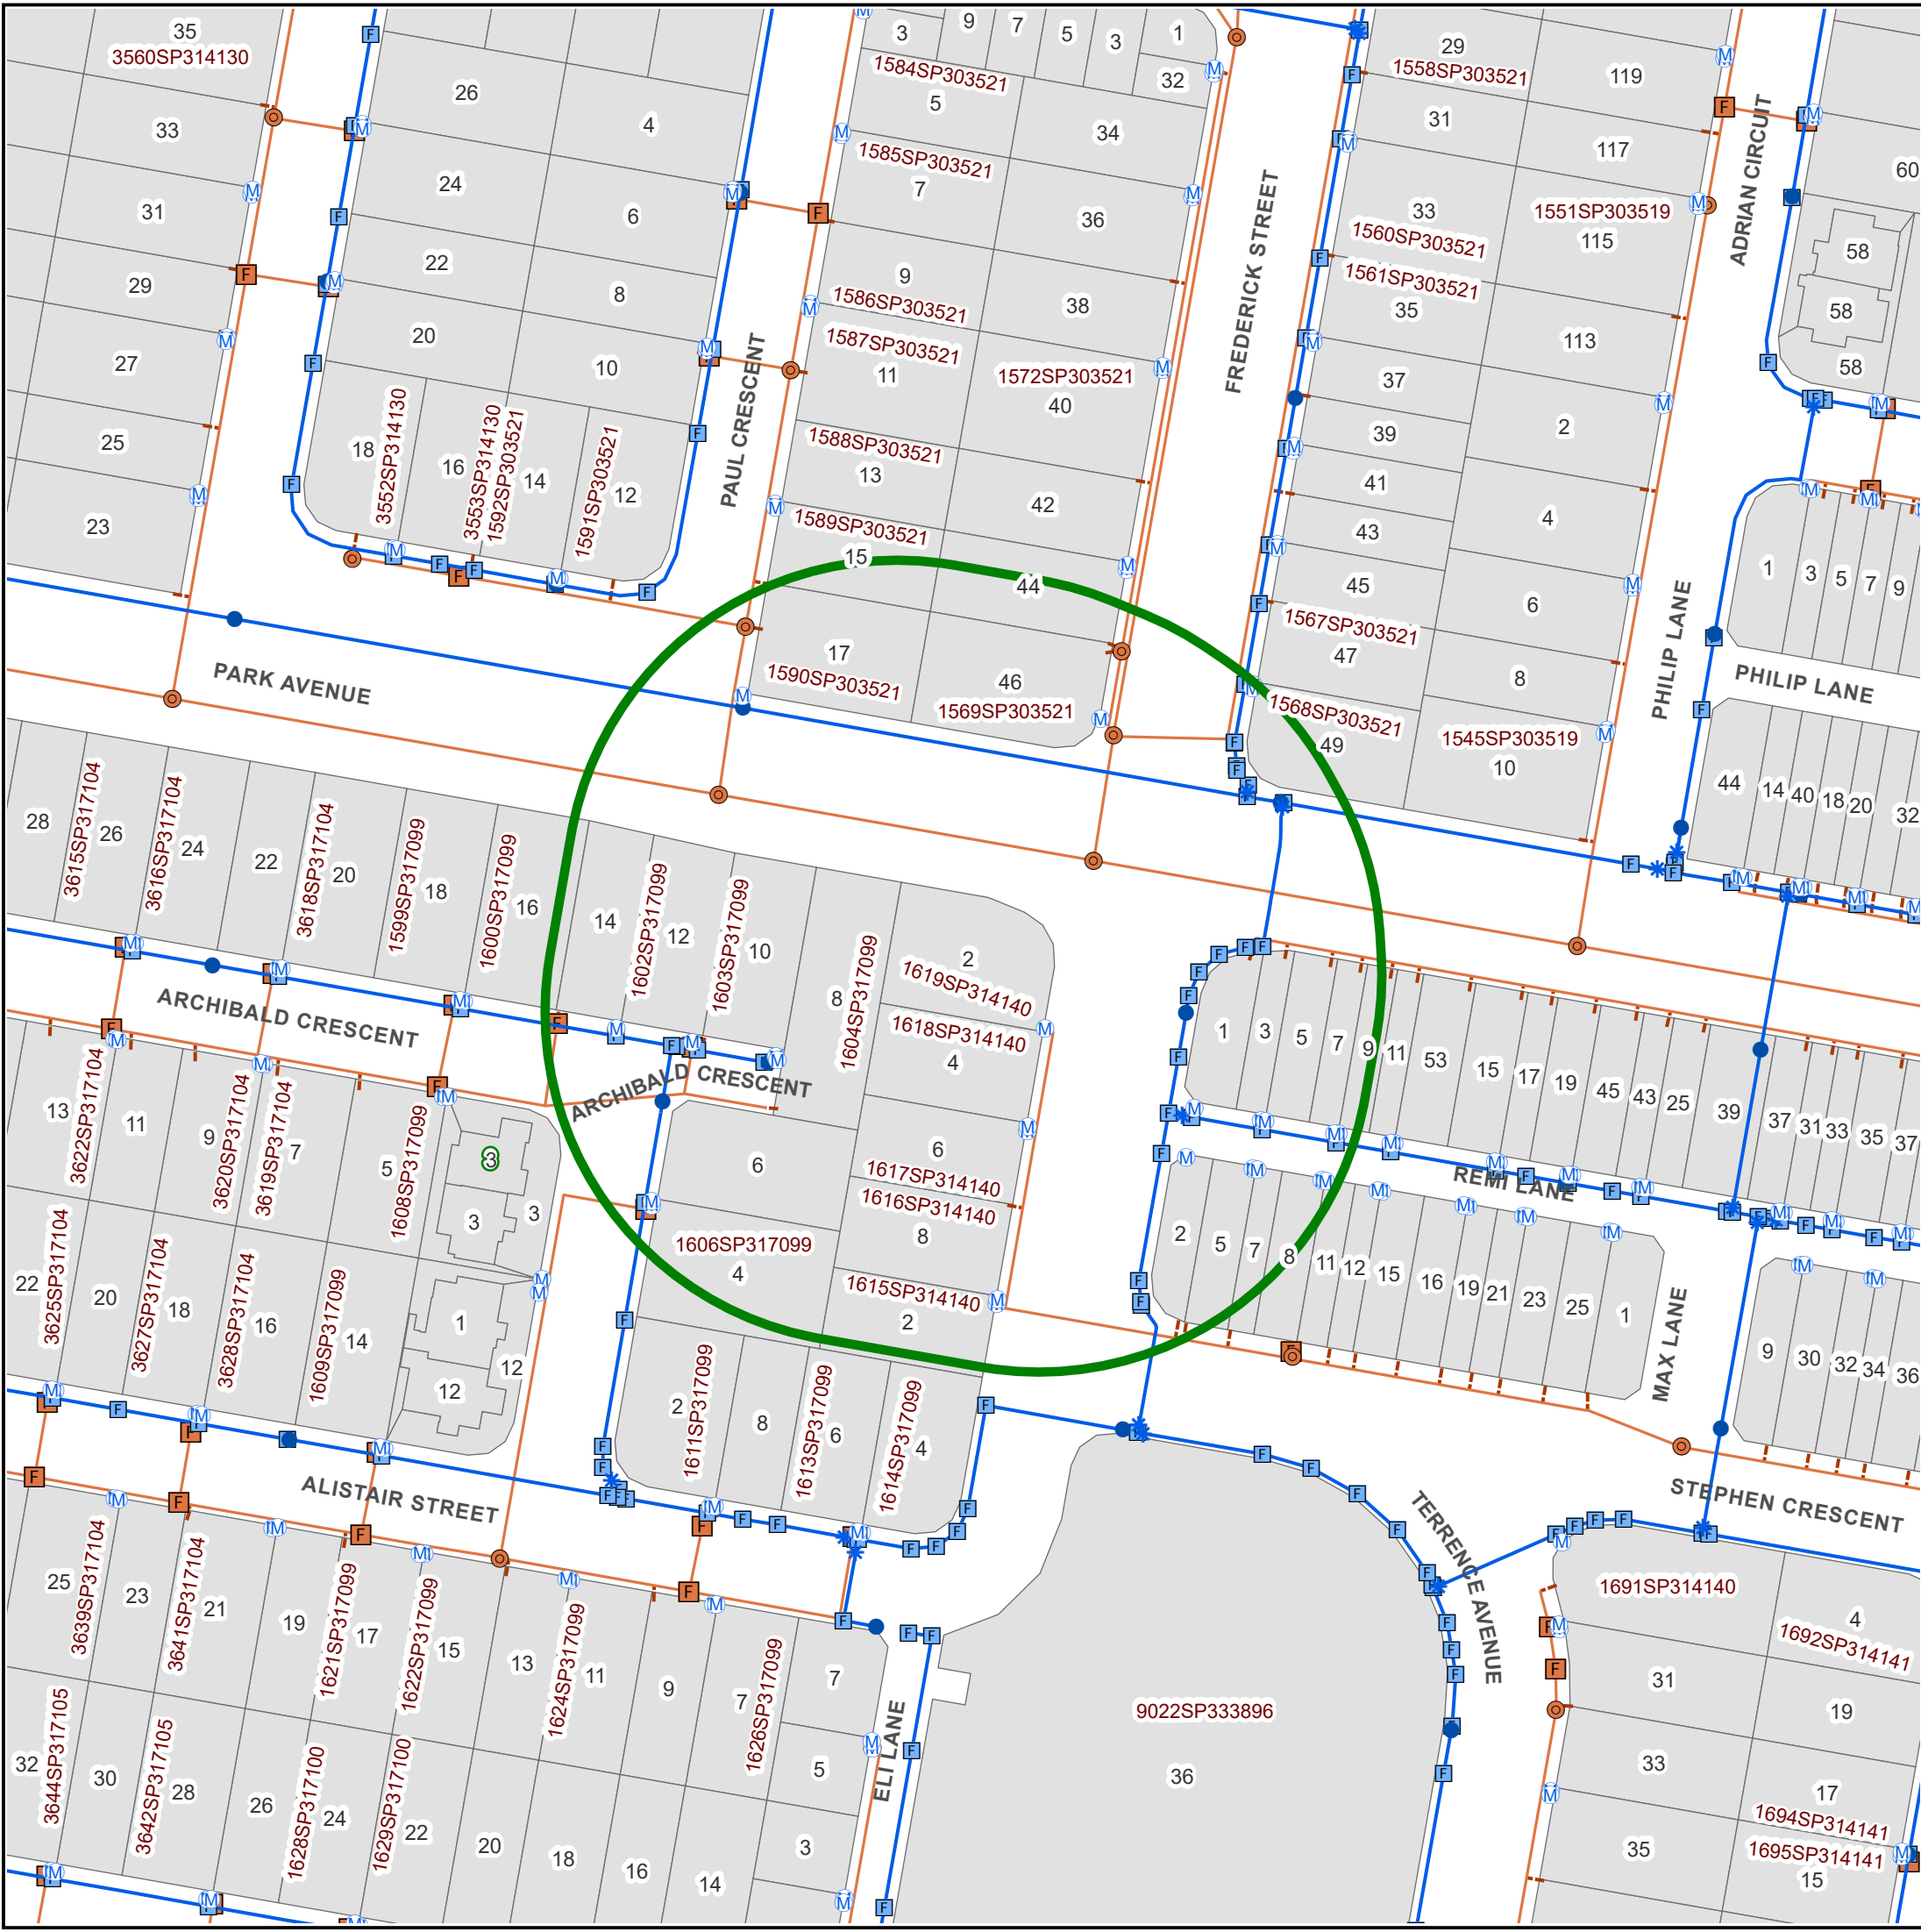 35
3560SP314130
33
31
29
27
25
23
26
24
22
20
18
3552SP314130
16
3553SP314130
1592SP303521
14
1591SP303521
12
4
6
8
10
PAUL CRESCENT
3
9
7
5
3
1
32
1584SP303521
5
34
1585SP303521
7
36
9
1586SP303521
38
1587SP303521
11
1572SP303521
40
1588SP303521
13
42
1589SP303521
15
44
17
1590SP303521
46
1569SP303521
FREDERICK STREET
29
1558SP303521
119
31
117
33
1560SP303521
1551SP303519
115
1561SP303521
35
113
37
2
39
41
4
43
45
6
1567SP303521
47
8
1568SP303521
49
1545SP303519
10
ADRIAN CIRCUIT
60
58
58
58
PHILIP LANE
1
3
5
7
9
PHILIP LANE
44
14
40
18
20
32
PARK AVENUE
28
3615SP317104
26
3616SP317104
24
22
3618SP317104
20
1599SP317099
18
1600SP317099
16
14
1602SP317099
12
1603SP317099
10
8
1604SP317099
2
1619SP314140
1618SP314140
4
6
1617SP314140
1616SP314140
8
1615SP314140
2
ARCHIBALD CRESCENT
ARCHIBALD CRESCENT
13
3622SP317104
11
9
3620SP317104
3619SP317104
7
5
1608SP317099
3
3
3
6
1606SP317099
4
22
3625SP317104
20
3627SP317104
18
3628SP317104
16
1609SP317099
14
1
12
12
2
1611SP317099
8
1613SP317099
6
1614SP317099
4
1
3
5
7
9
11
53
15
17
19
45
43
25
39
37
31
33
35
37
REMI LANE
2
5
7
8
11
12
15
16
19
21
23
25
1
MAX LANE
9
30
32
34
36
ALISTAIR STREET
STEPHEN CRESCENT
TERRENCE AVENUE
25
3639SP317104
23
3641SP317104
21
19
1621SP317099
17
1622SP317099
15
13
1624SP317099
11
9
7
1626SP317099
7
5
3
ELI LANE
32
3644SP317105
30
3642SP317105
28
26
1628SP317100
24
1629SP317100
22
20
18
16
14
9022SP333896
36
1691SP314140
4
1692SP314141
31
19
33
17
1694SP314141
35
1695SP314141
15